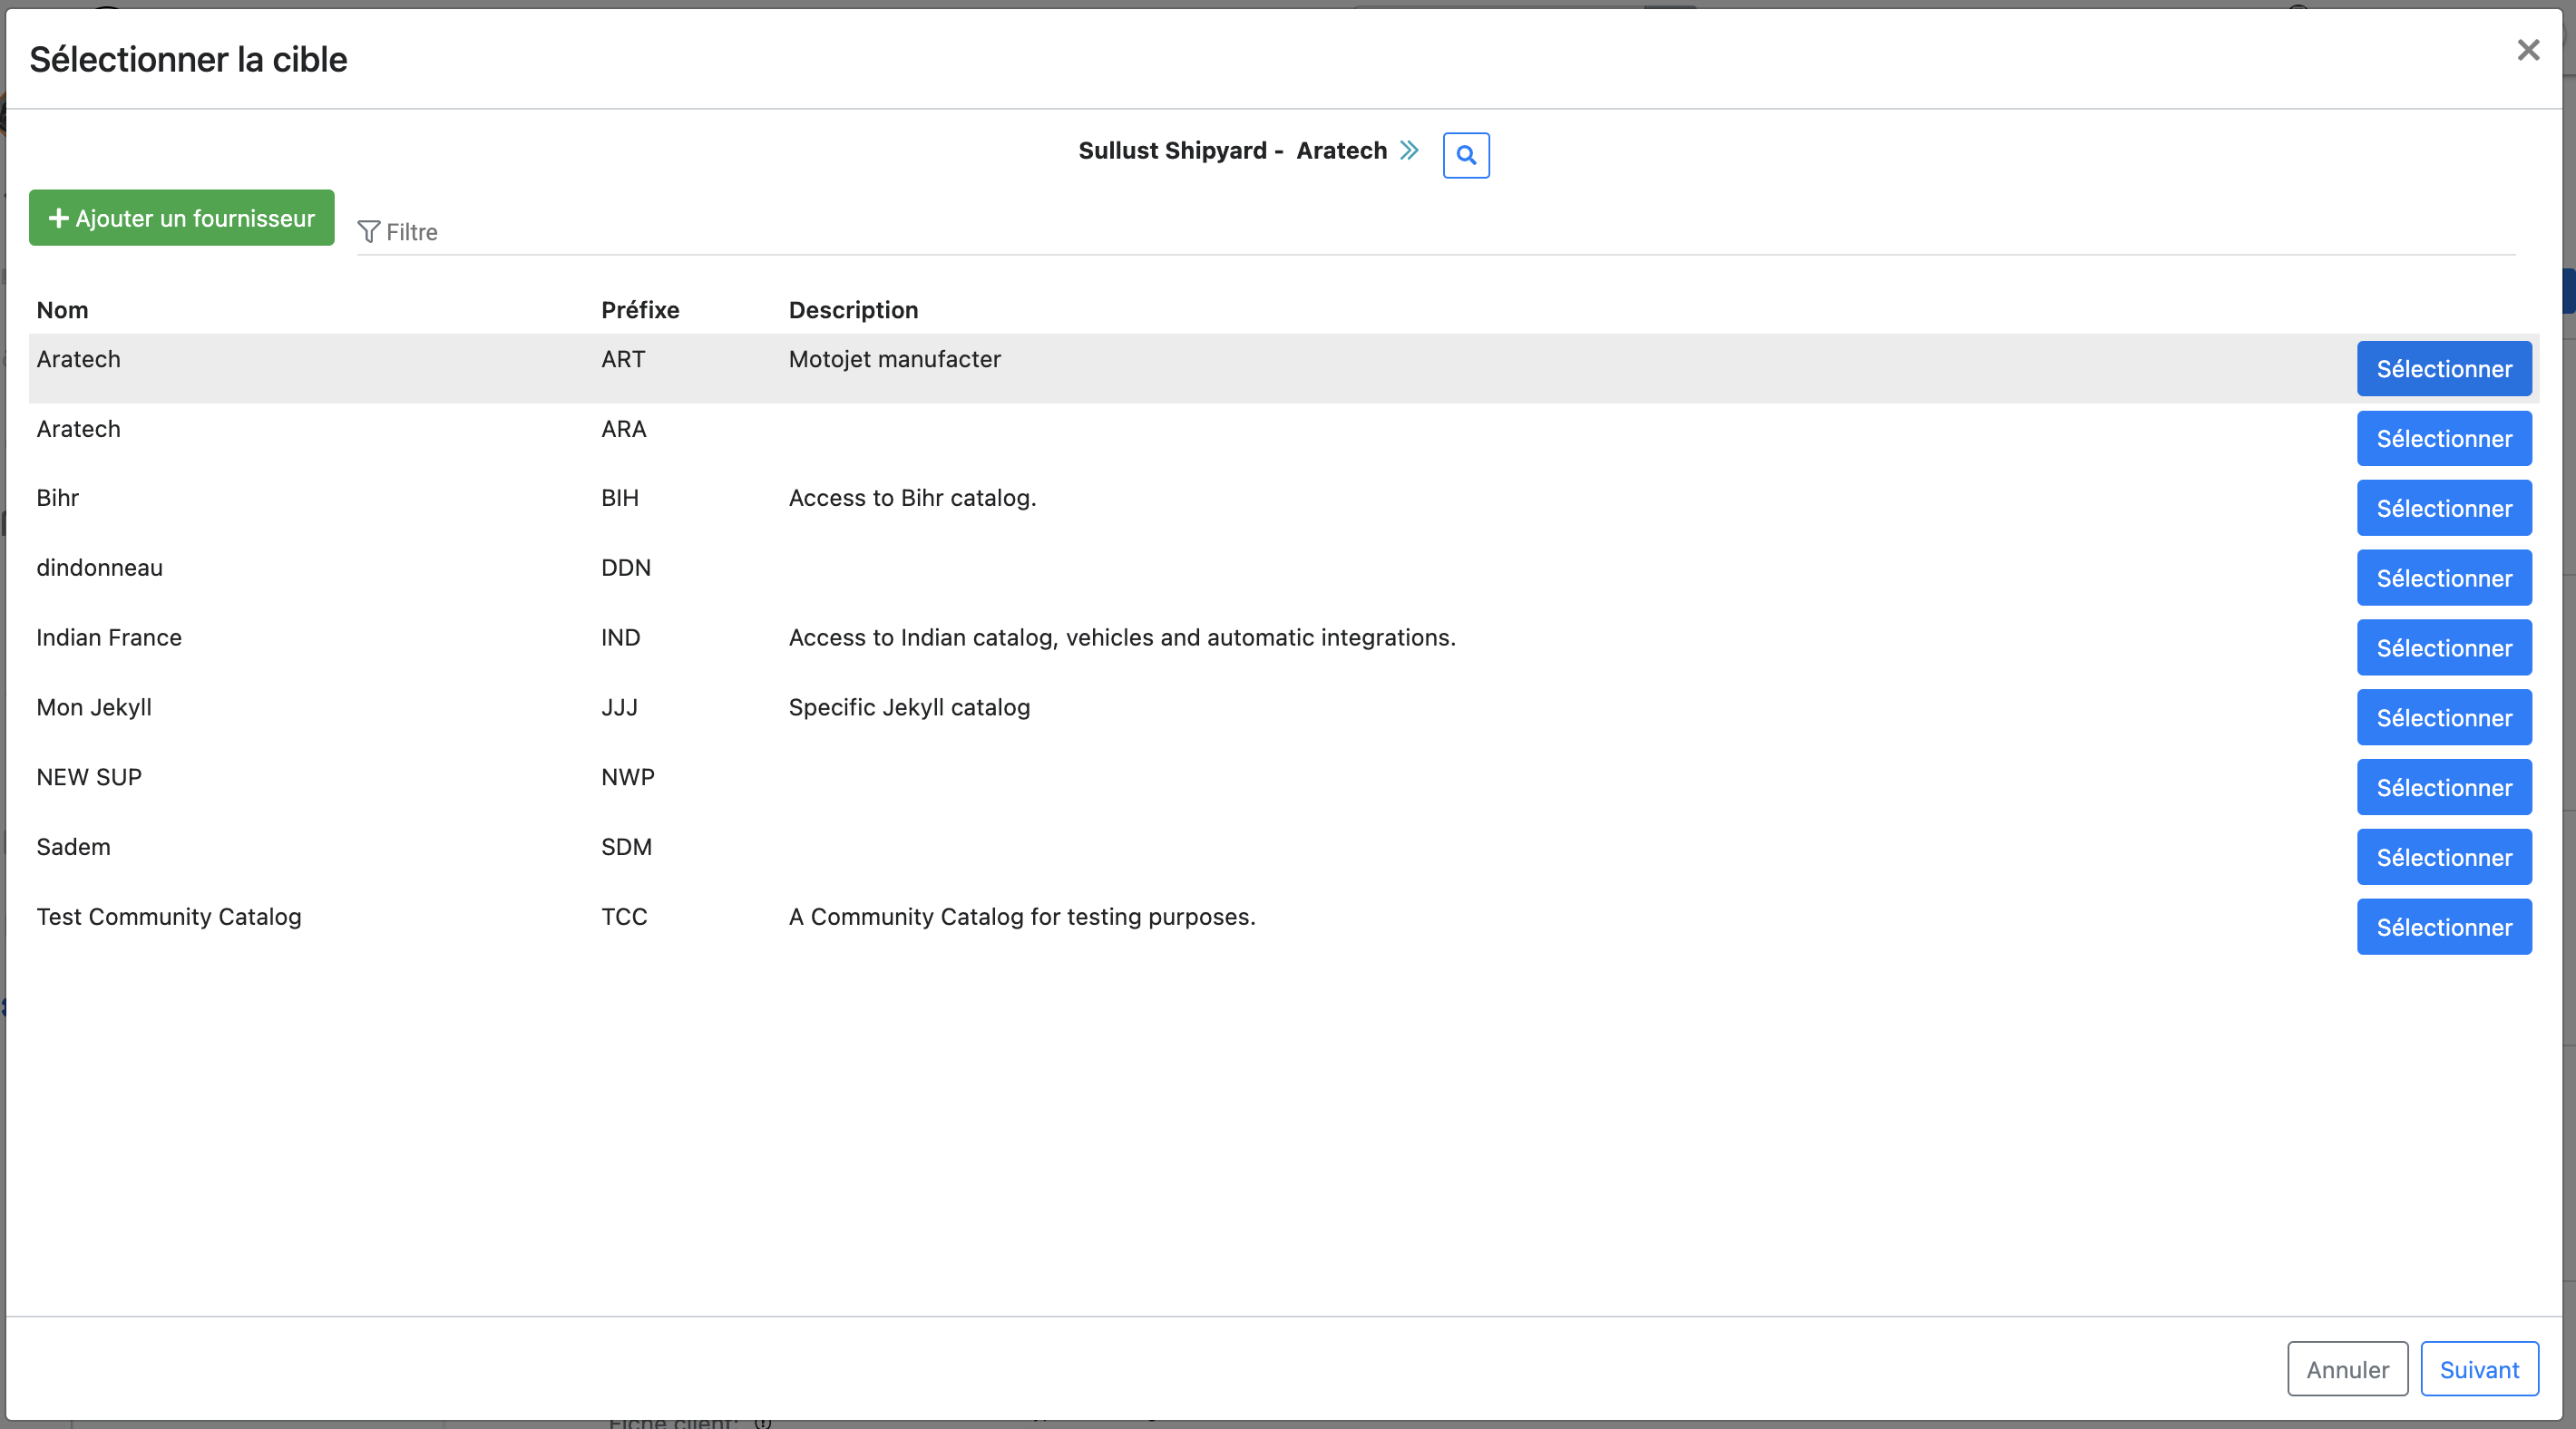 Sélectionner la cible
Sullust Shipyard - Aratech
Ajouter un fournisseur
Filtre
Nom Préfixe Description
Aratech ART Motojet manufacter Sélectionner
Aratech ARA Sélectionner
Bihr BIH Access to Bihr catalog. Sélectionner
dindonneau DDN Sélectionner
Indian France IND Access to Indian catalog, vehicles and automatic integrations. Sélectionner
Mon Jekyll JJJ Specific Jekyll catalog Sélectionner
NEW SUP NWP Sélectionner
Sadem SDM Sélectionner
Test Community Catalog TCC A Community Catalog for testing purposes. Sélectionner
Annuler Suivant
Fiche client: